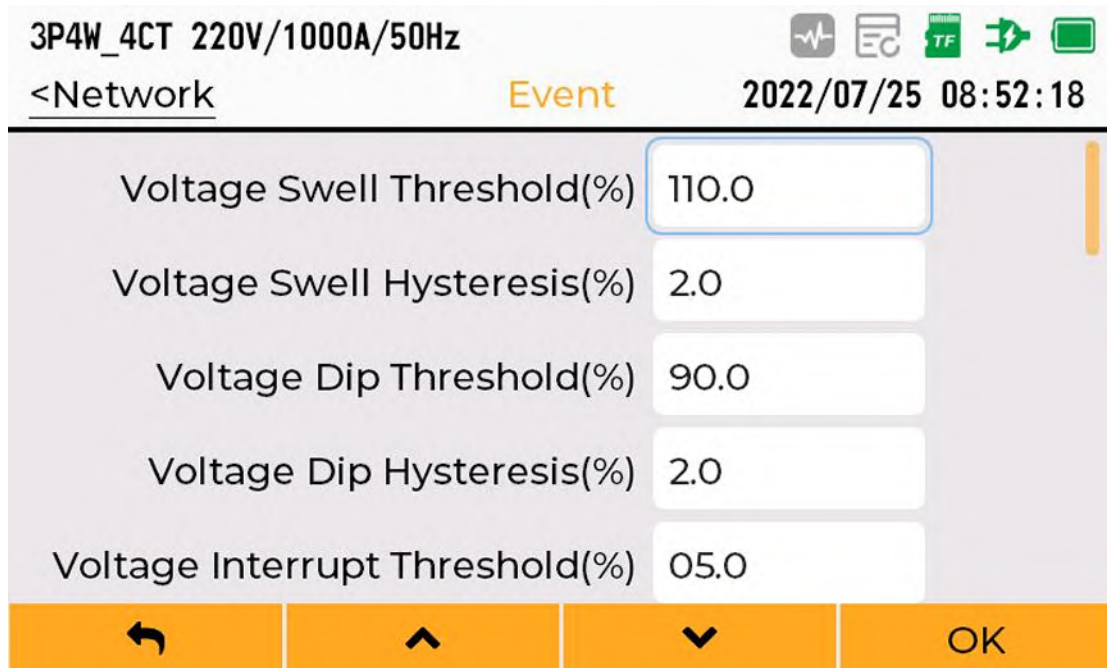 3P4W_4CT 220V/1000A/50Hz TF
<Network Event 2022/07/25 08:52:18
Voltage Swell Threshold(%) 110.0
Voltage Swell Hysteresis(%) 2.0
Voltage Dip Threshold(%) 90.0
Voltage Dip Hysteresis(%) 2.0
Voltage Interrupt Threshold(%) 05.0
OK